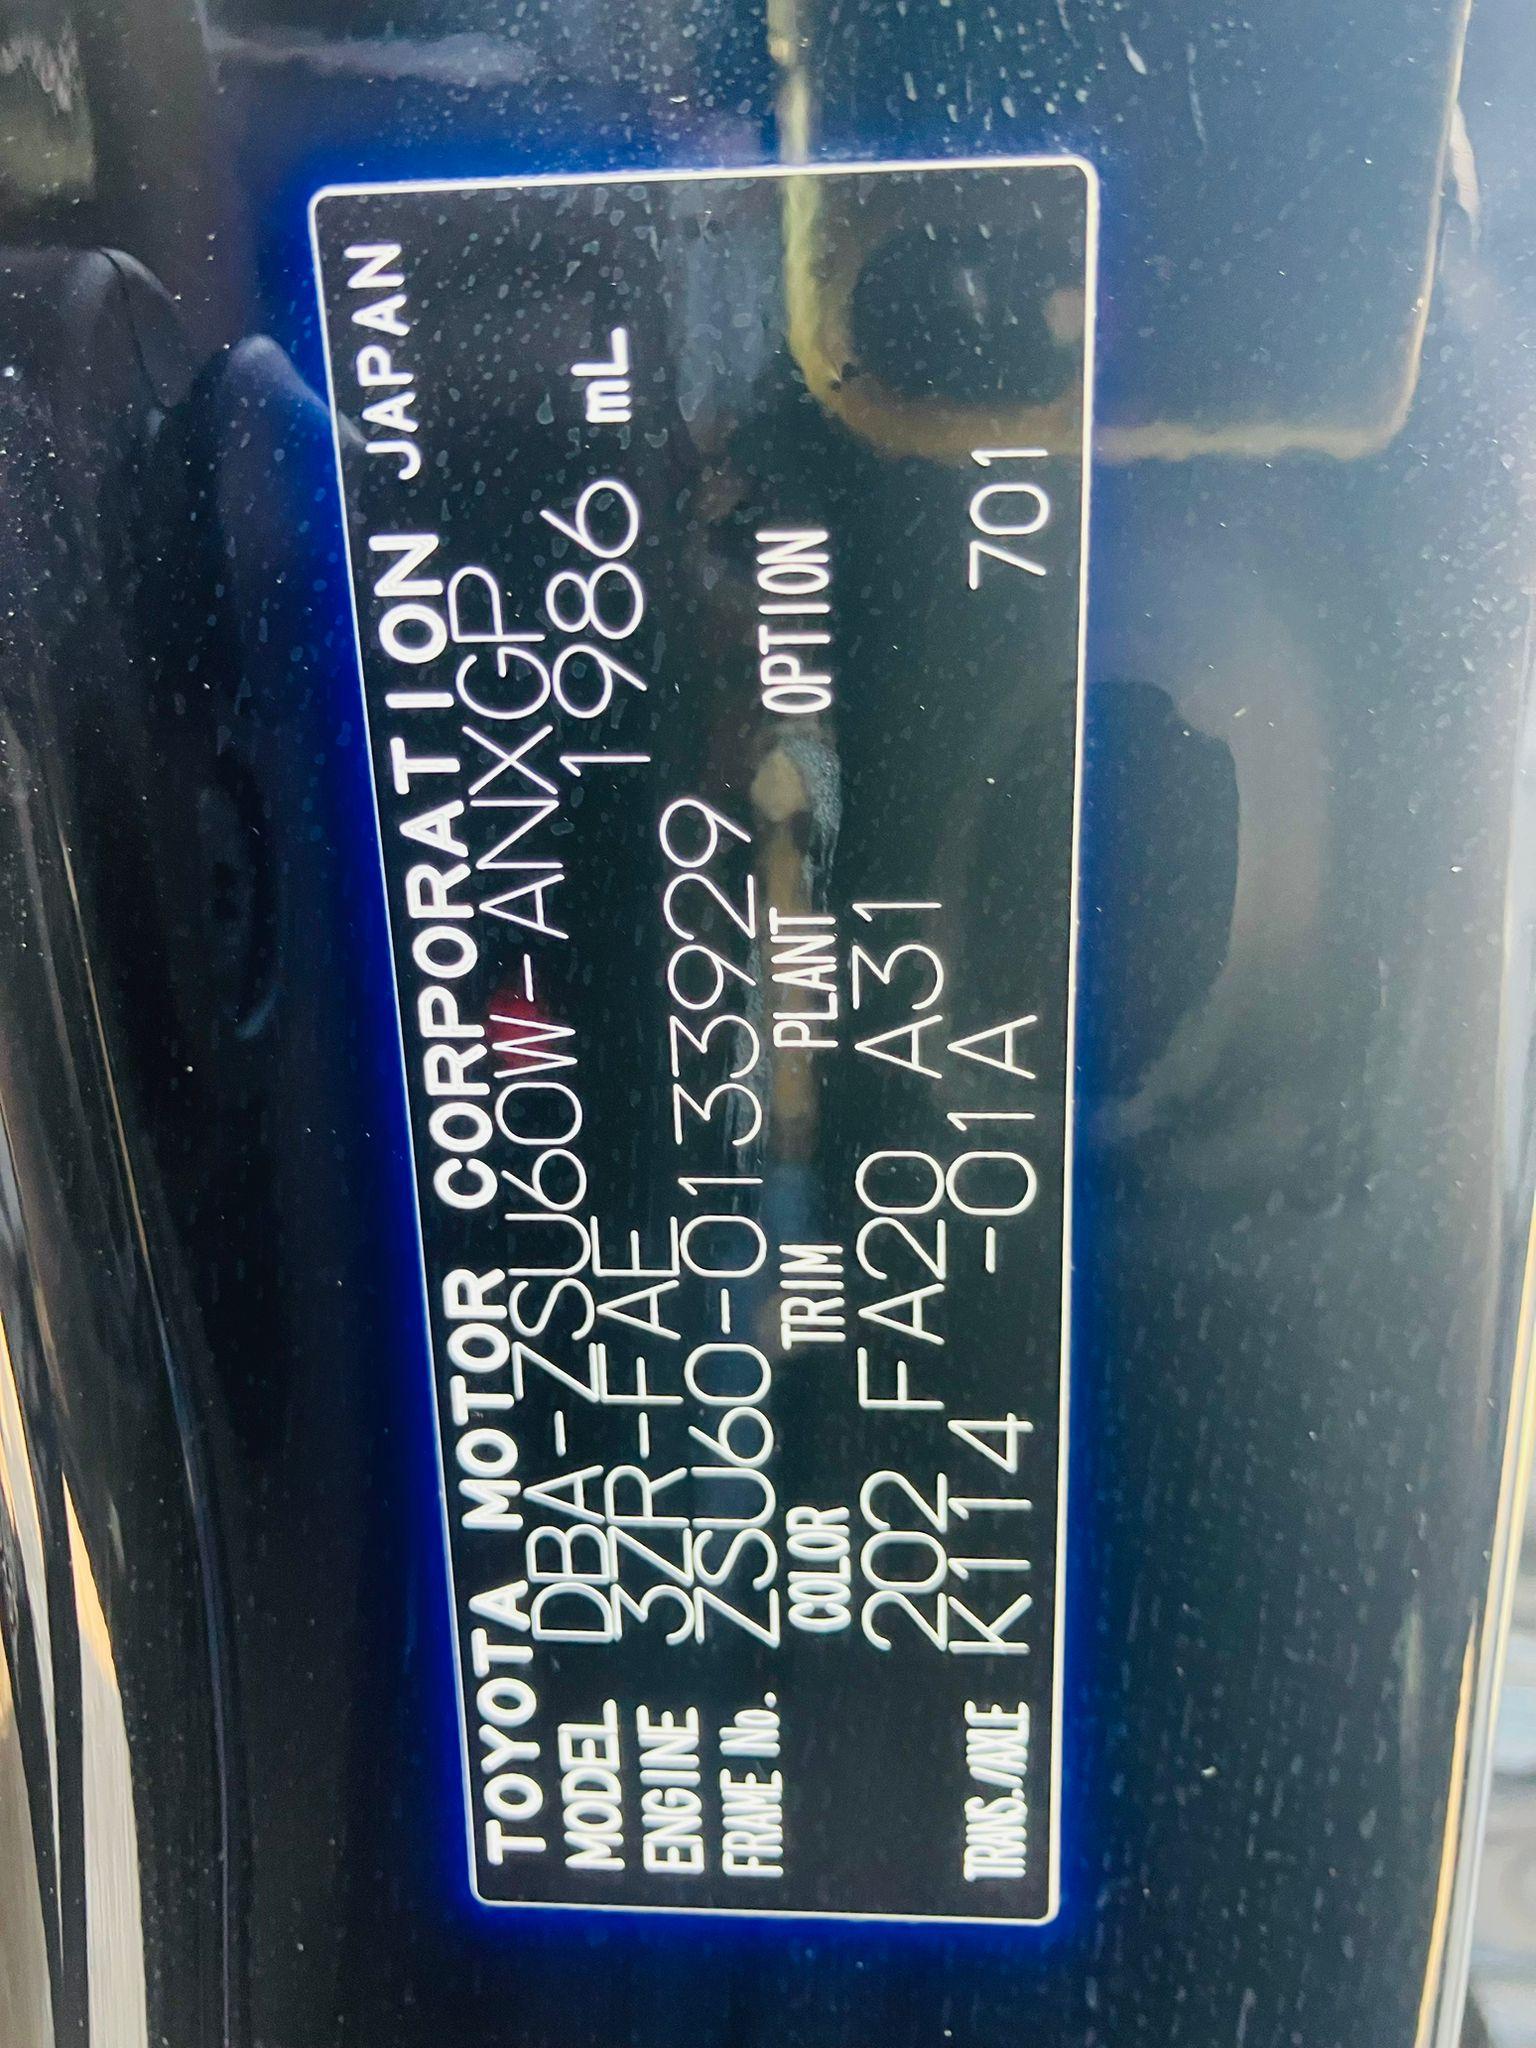 TOYOTA MOTOR CORPORATION JAPAN
MODEL DBA-ZSU60W-ANXGP
ENGINE 3ZR-FAE 1986 mL
FRAME No. ZSU60-0133929
COLOR TRIM PLANT OPTION
202 FA20 A31
TRANS./AXLE K114 -01A 701